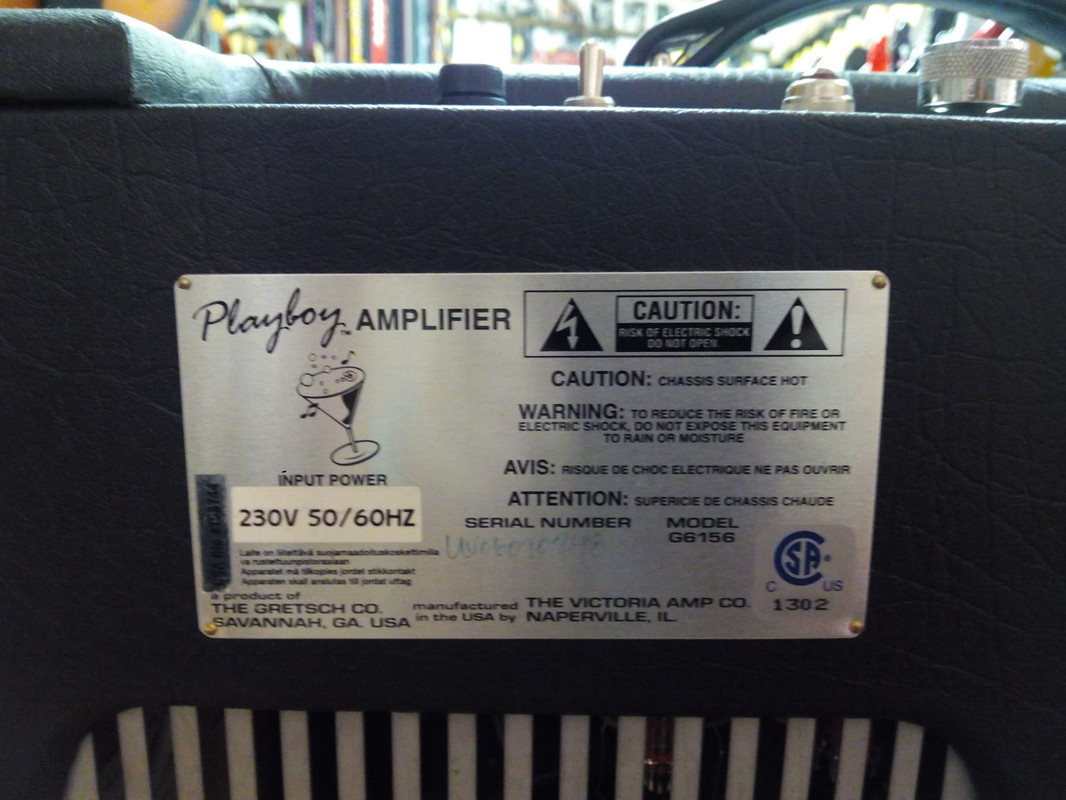 Playboy™ AMPLIFIER
CAUTION:
RISK OF ELECTRIC SHOCK
DO NOT OPEN.
CAUTION: CHASSIS SURFACE HOT
WARNING: TO REDUCE THE RISK OF FIRE OR
ELECTRIC SHOCK, DO NOT EXPOSE THIS EQUIPMENT
TO RAIN OR MOISTURE
AVIS: RISQUE DE CHOC ELECTRIQUE NE PAS OUVRIR
ATTENTION: SUPERICIE DE CHASSIS CHAUDE
INPUT POWER
230V 50/60HZ
SERIAL NUMBER
MODEL
G6156
Laite on liitettävä suojamaadoituskoskettimilla
va rustettuunpistorasiaan
Apparatet må tilkoples jordet stikkontakt
Apparaten skall anslutas till jordat uttag
CSA®
C US
1302
a product of
THE GRETSCH CO.
SAVANNAH, GA. USA
manufactured
in the USA by
THE VICTORIA AMP CO.
NAPERVILLE, IL